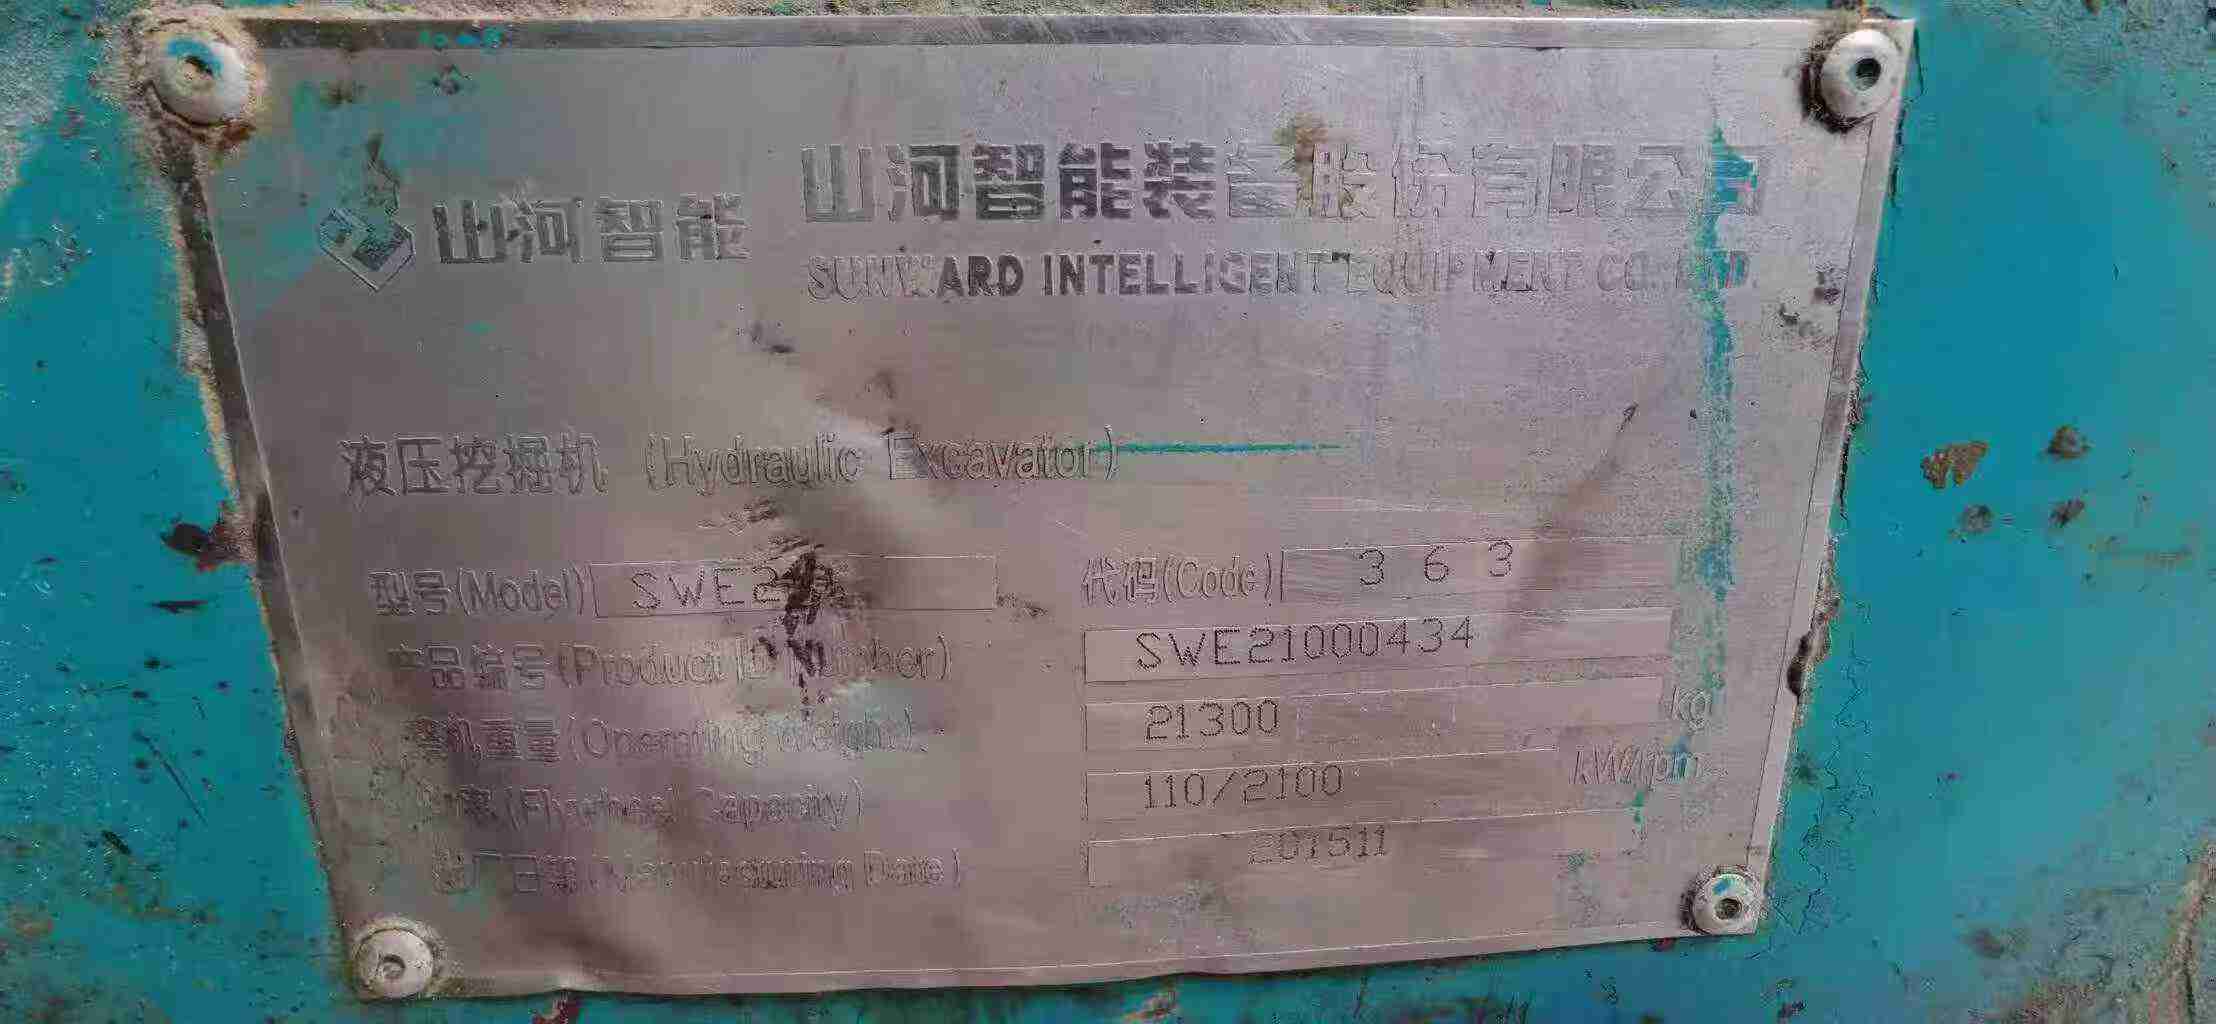 山河智能 山河智能装备股份有限公司
SUNWARD INTELLIGENT EQUIPMENT CO., LTD.
液压挖掘机 (Hydraulic Excavator)
型号(Model) 代码(Code) 3 6 3
产品编号(Product ID Number) SWE21000434
整机重量(Operating Weight) 21300 kg
(Flywheel Capacity) 110/2100 kW/rpm
出厂日期(Manufacturing Date) 201511